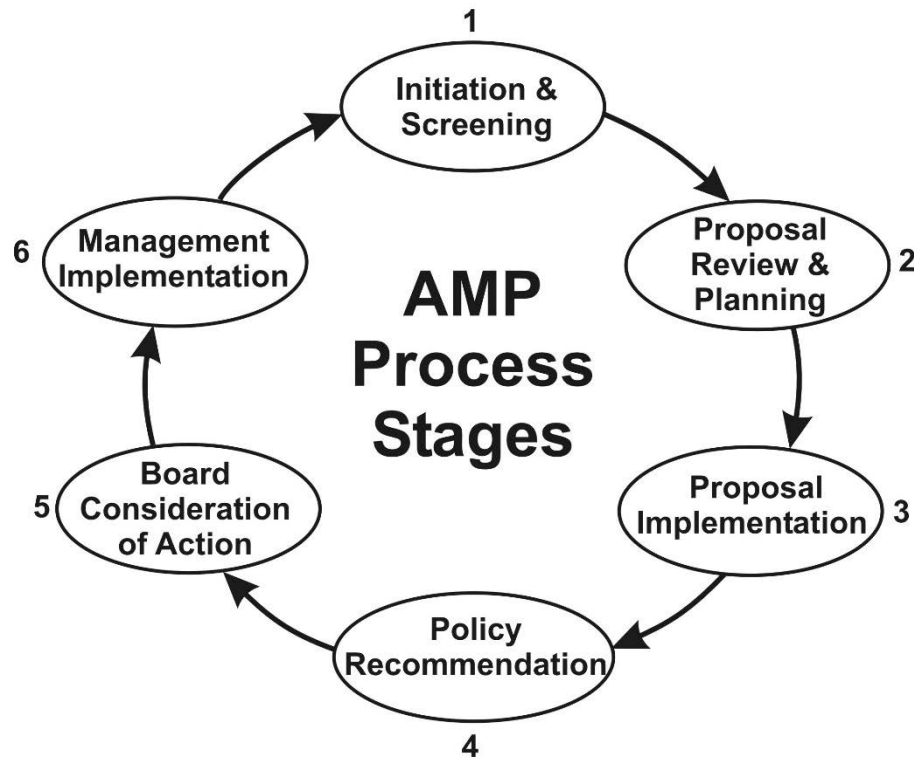 1
Initiation &
Screening
Proposal
Review &
Planning
2
Proposal
Implementation
3
Policy
Recommendation
4
Board
Consideration
of Action
5
Management
Implementation
6
AMP
Process
Stages